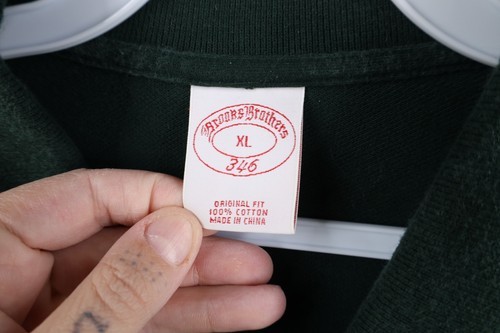 Brooks Brothers
XL
346
ORIGINAL FIT
100% COTTON
MADE IN CHINA